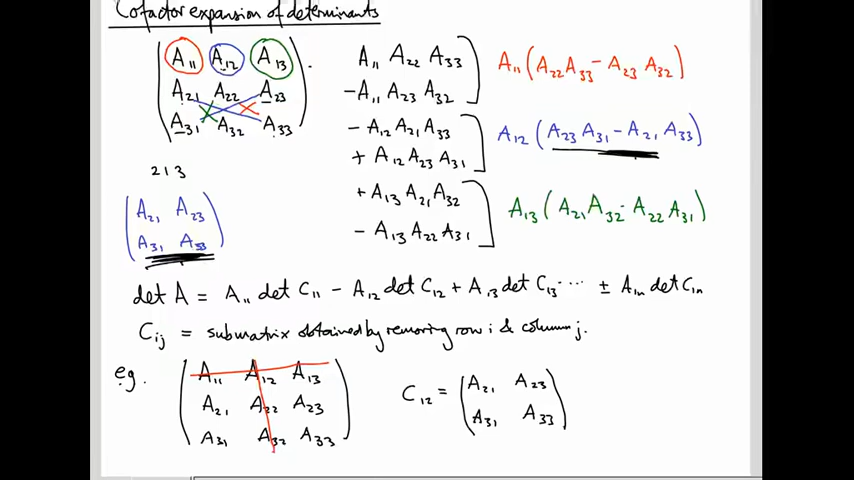 Cofactor expansion of determinants
A₁₁ A₁₂ A₁₃
A₂₁ A₂₂ A₂₃
A₃₁ A₃₂ A₃₃
A₁₁ A₂₂ A₃₃
- A₁₁ A₂₃ A₃₂
- A₁₂ A₂₁ A₃₃
+ A₁₂ A₂₃ A₃₁
+ A₁₃ A₂₁ A₃₂
- A₁₃ A₂₂ A₃₁
A₁₁ ( A₂₂ A₃₃ - A₂₃ A₃₂ )
A₁₂ ( A₂₃ A₃₁ - A₂₁ A₃₃ )
A₁₃ ( A₂₁ A₃₂ - A₂₂ A₃₁ )
2 1 3
A₂₁ A₂₃
A₃₁ A₃₃
det A = A₁₁ det C₁₁ - A₁₂ det C₁₂ + A₁₃ det C₁₃ ... ± A₁ₙ det C₁ₙ
Cᵢⱼ = submatrix obtained by removing row i & column j.
e.g.
A₁₁ A₁₂ A₁₃
A₂₁ A₂₂ A₂₃
A₃₁ A₃₂ A₃₃
C₁₂ =
A₂₁ A₂₃
A₃₁ A₃₃